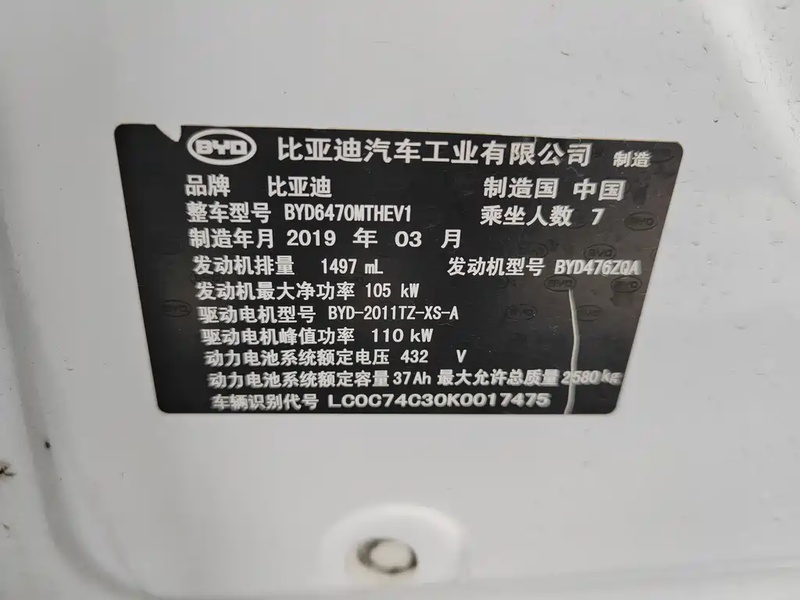 BYD 比亚迪汽车工业有限公司 制造
品牌 比亚迪 制造国 中国
整车型号 BYD6470MTHEV1 乘坐人数 7
制造年月 2019 年 03 月
发动机排量 1497 mL 发动机型号 BYD476ZQA
发动机最大净功率 105 kW
驱动电机型号 BYD-2011TZ-XS-A
驱动电机峰值功率 110 kW
动力电池系统额定电压 432 V
动力电池系统额定容量 37Ah 最大允许总质量 2580 kg
车辆识别代号 LC0C74C30K0017475